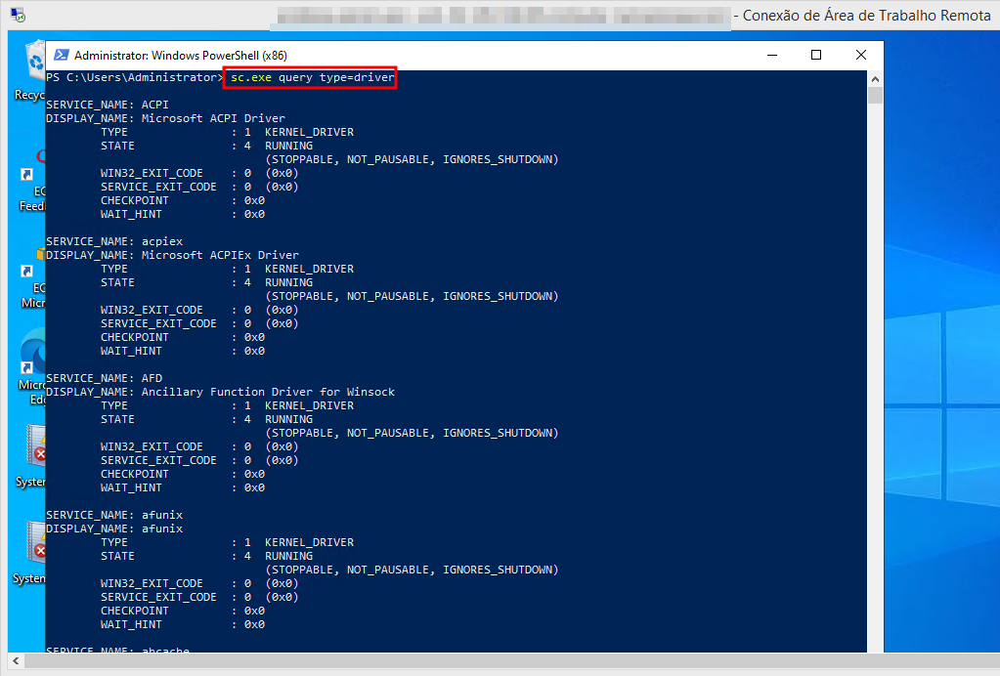 - Conexão de Área de Trabalho Remota
Administrator: Windows PowerShell (x86)
PS C:\Users\Administrator> sc.exe query type=driver
SERVICE_NAME: ACPI
DISPLAY_NAME: Microsoft ACPI Driver
TYPE : 1 KERNEL_DRIVER
STATE : 4 RUNNING
(STOPPABLE, NOT_PAUSABLE, IGNORES_SHUTDOWN)
WIN32_EXIT_CODE : 0 (0x0)
SERVICE_EXIT_CODE : 0 (0x0)
CHECKPOINT : 0x0
WAIT_HINT : 0x0
SERVICE_NAME: acpiex
DISPLAY_NAME: Microsoft ACPIEx Driver
TYPE : 1 KERNEL_DRIVER
STATE : 4 RUNNING
(STOPPABLE, NOT_PAUSABLE, IGNORES_SHUTDOWN)
WIN32_EXIT_CODE : 0 (0x0)
SERVICE_EXIT_CODE : 0 (0x0)
CHECKPOINT : 0x0
WAIT_HINT : 0x0
SERVICE_NAME: AFD
DISPLAY_NAME: Ancillary Function Driver for Winsock
TYPE : 1 KERNEL_DRIVER
STATE : 4 RUNNING
(STOPPABLE, NOT_PAUSABLE, IGNORES_SHUTDOWN)
WIN32_EXIT_CODE : 0 (0x0)
SERVICE_EXIT_CODE : 0 (0x0)
CHECKPOINT : 0x0
WAIT_HINT : 0x0
SERVICE_NAME: afunix
DISPLAY_NAME: afunix
TYPE : 1 KERNEL_DRIVER
STATE : 4 RUNNING
(STOPPABLE, NOT_PAUSABLE, IGNORES_SHUTDOWN)
WIN32_EXIT_CODE : 0 (0x0)
SERVICE_EXIT_CODE : 0 (0x0)
CHECKPOINT : 0x0
WAIT_HINT : 0x0
SERVICE_NAME: ahcache
Recyc
EC
Feed
EC
Micr
Micro
Ed
System
System